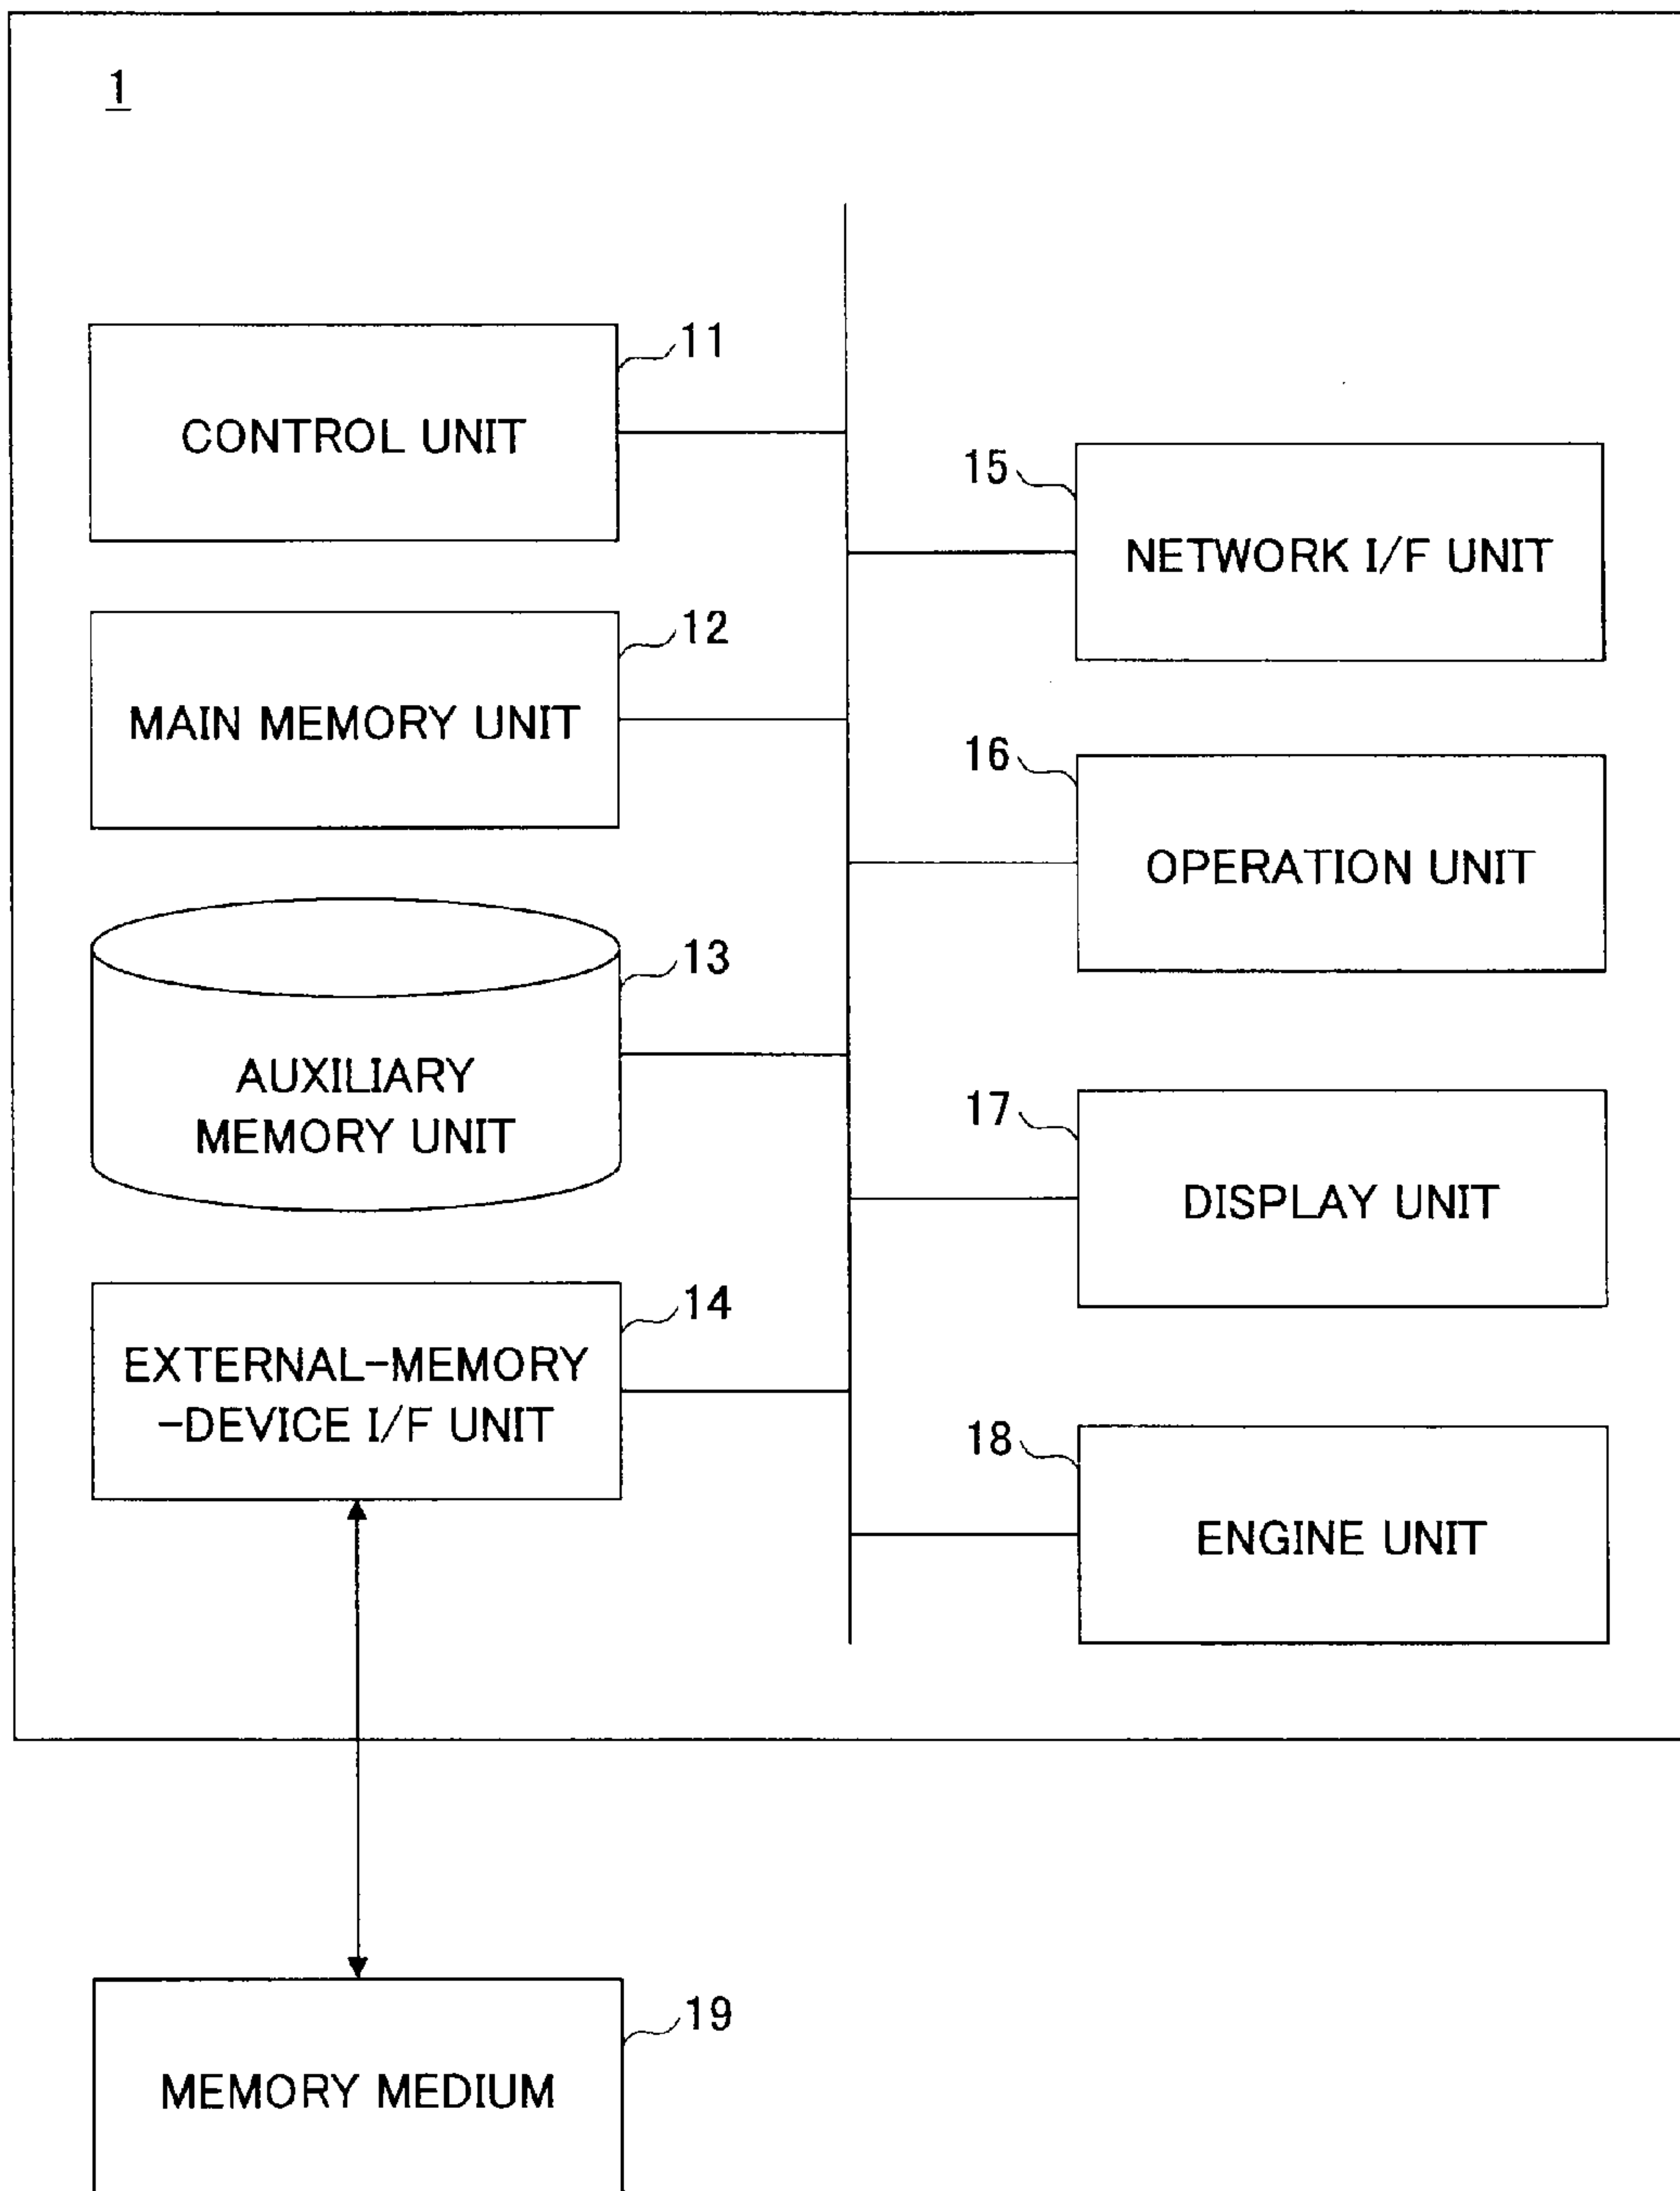 1
11
CONTROL UNIT
12
MAIN MEMORY UNIT
13
AUXILIARY
MEMORY UNIT
14
EXTERNAL-MEMORY
-DEVICE I/F UNIT
15
NETWORK I/F UNIT
16
OPERATION UNIT
17
DISPLAY UNIT
18
ENGINE UNIT
19
MEMORY MEDIUM